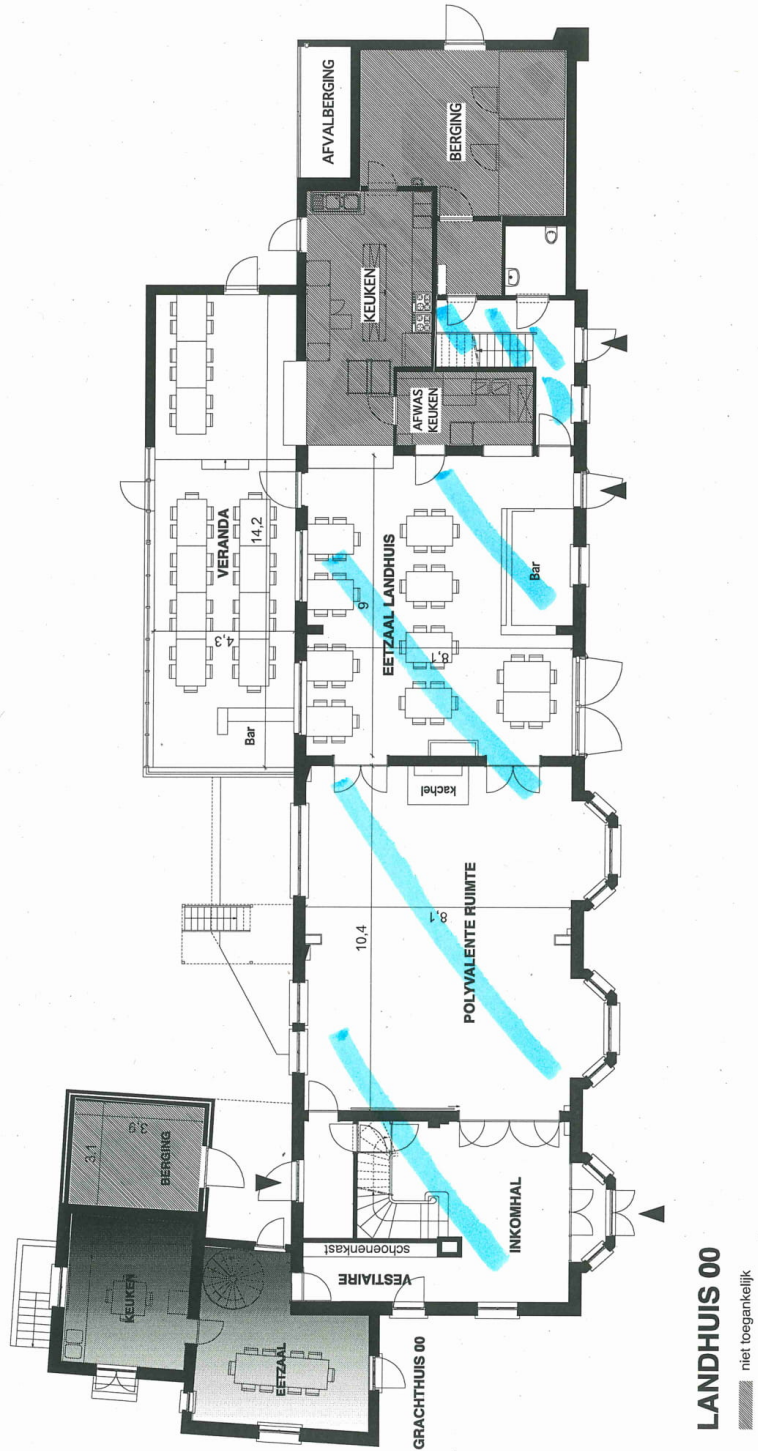 AFVALBERGING
BERGING
KEUKEN
AFWAS
KEUKEN
VERANDA
14,2
4,3
Bar
EETZAAL LANDHUIS
9
8,1
Bar
kachel
POLYVALENTE RUIMTE
10,4
8,1
BERGING
3,9
3.1
KEUKEN
EETZAAL
GRACHTHUIS 00
VESTIAIRE
schoenenkast
INKOMHAL
LANDHUIS 00
niet toegankelijk